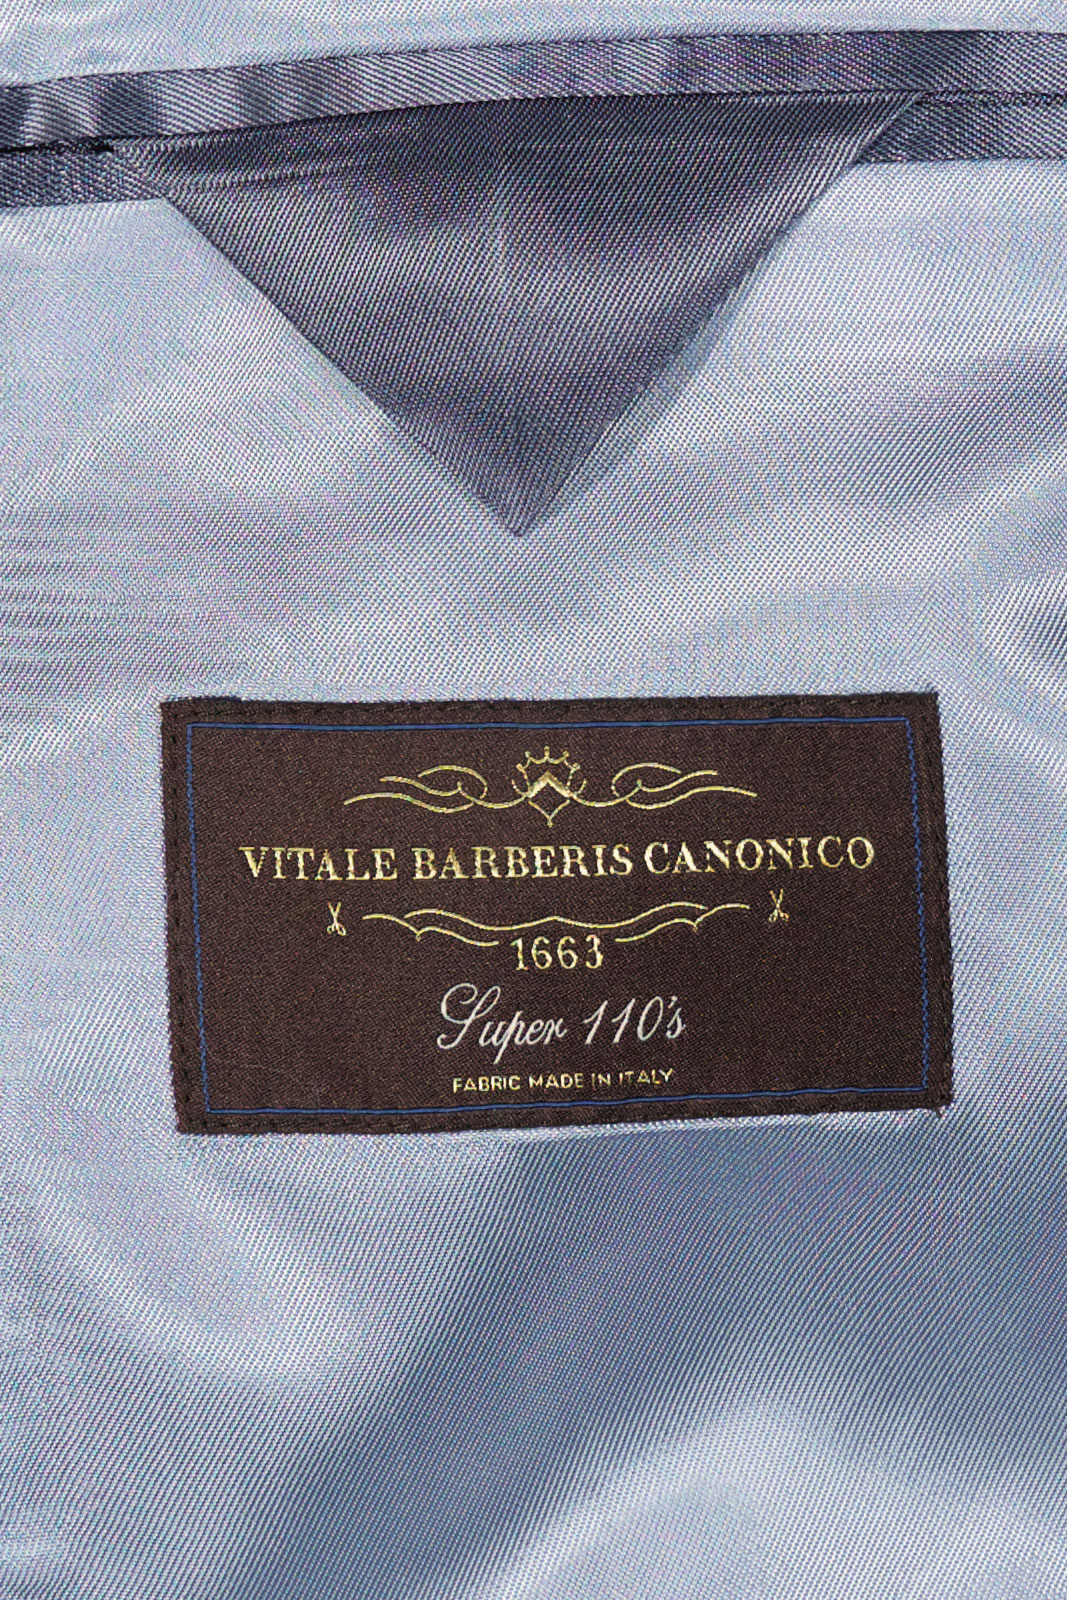 VITALE BARBERIS CANONICO
1663
Super 110's
FABRIC MADE IN ITALY